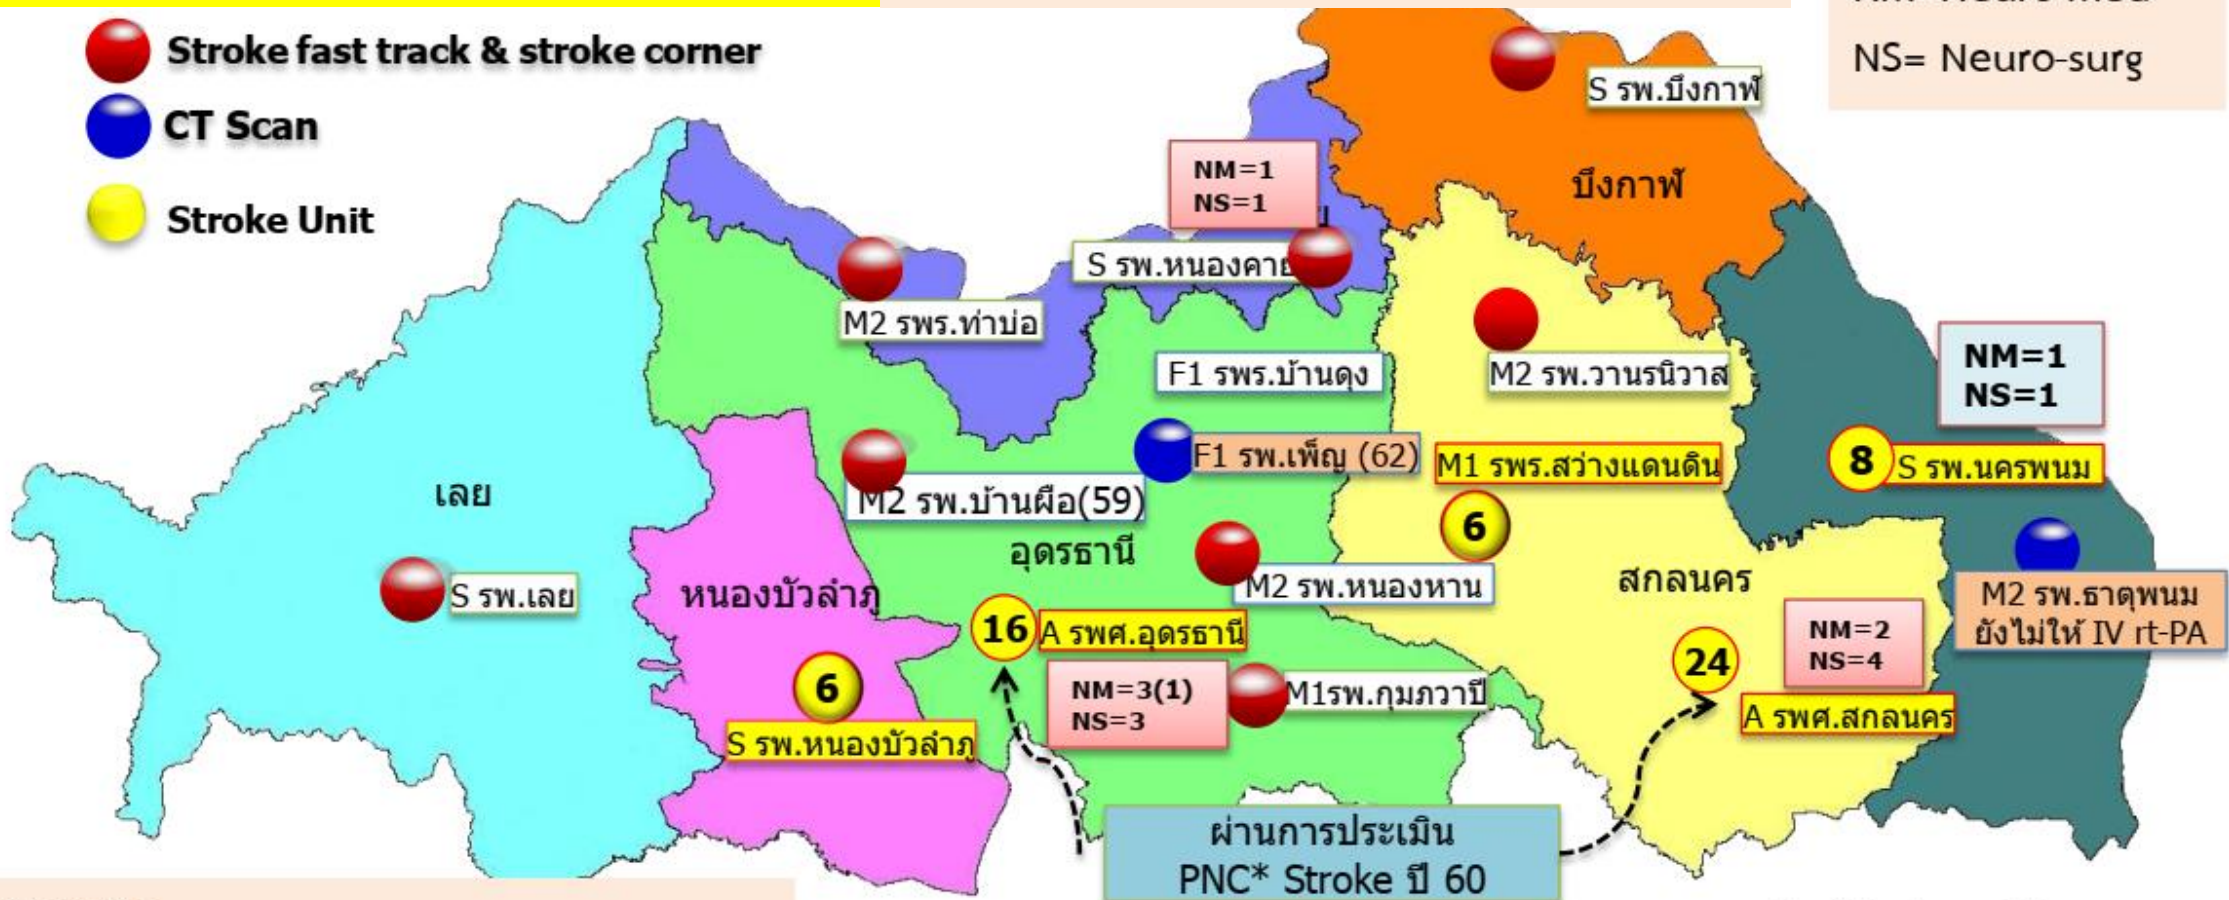 NS= Neuro-surg
Stroke fast track & stroke corner
CT Scan
Stroke Unit
S รพ.บึงกาฬ
บึงกาฬ
NM=1
NS=1
S รพ.หนองคาย
M2 รพร.ท่าบ่อ
F1 รพร.บ้านดุง
M2 รพ.วานรนิวาส
NM=1
NS=1
F1 รพ.เพ็ญ (62)
M1 รพร.สว่างแดนดิน
8
S รพ.นครพนม
เลย
M2 รพ.บ้านผือ(59)
6
อุดรธานี
M2 รพ.หนองหาน
สกลนคร
M2 รพ.ธาตุพนม
ยังไม่ให้ IV rt-PA
S รพ.เลย
หนองบัวลำภู
16
A รพศ.อุดรธานี
NM=2
NS=4
24
6
NM=3(1)
NS=3
M1รพ.กุมภวาปี
A รพศ.สกลนคร
S รพ.หนองบัวลำภู
ผ่านการประเมิน
PNC* Stroke ปี 60